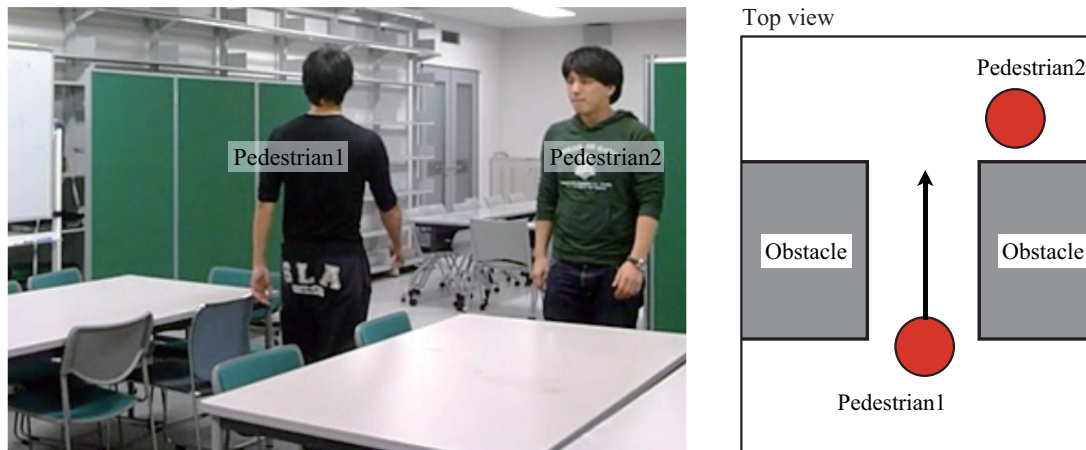 Top view
Pedestrian1
Pedestrian2
SLA
Pedestrian2
Obstacle
Obstacle
Pedestrian1